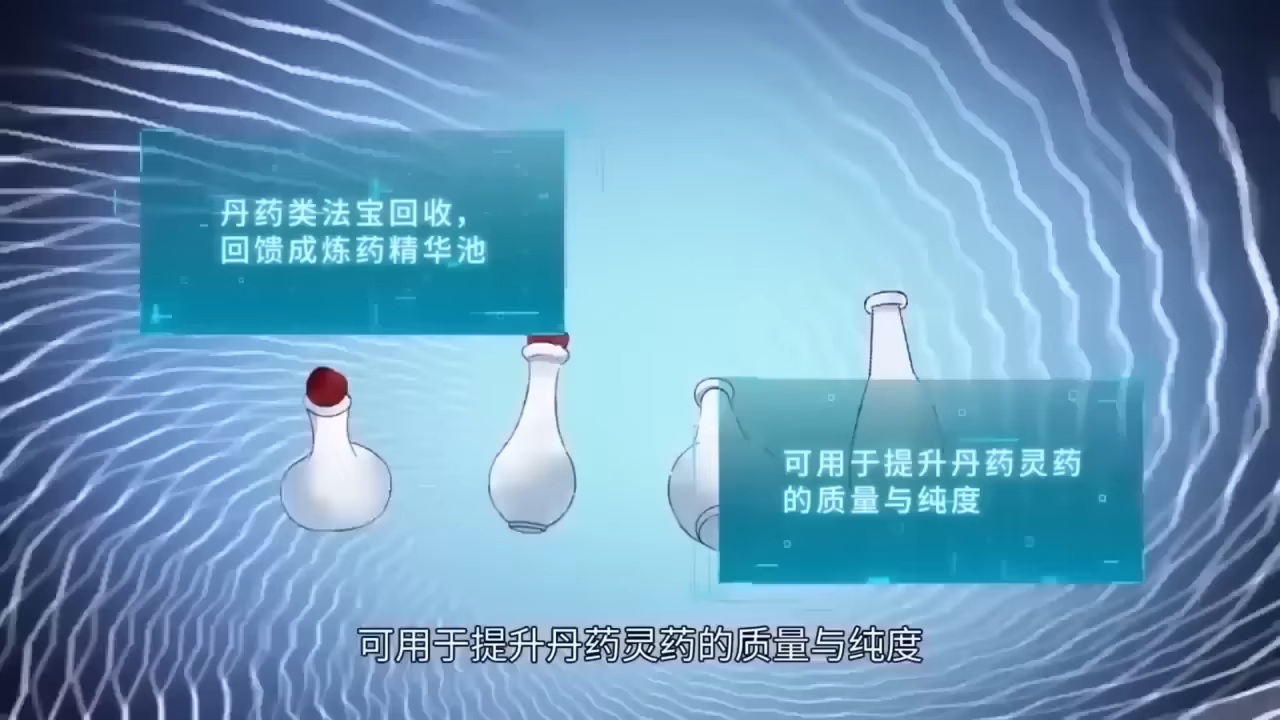 丹药类法宝回收，
回馈成炼药精华池
可用于提升丹药灵药
的质量与纯度
可用于提升丹药灵药的质量与纯度